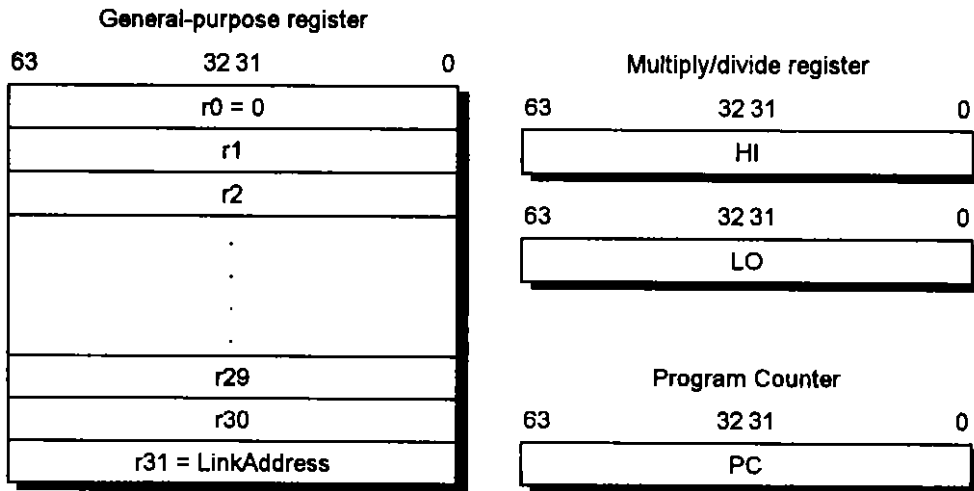 General-purpose register
63 32 31 0
r0 = 0
r1
r2
.
.
.
.
r29
r30
r31 = LinkAddress
Multiply/divide register
63 32 31 0
HI
63 32 31 0
LO
Program Counter
63 32 31 0
PC